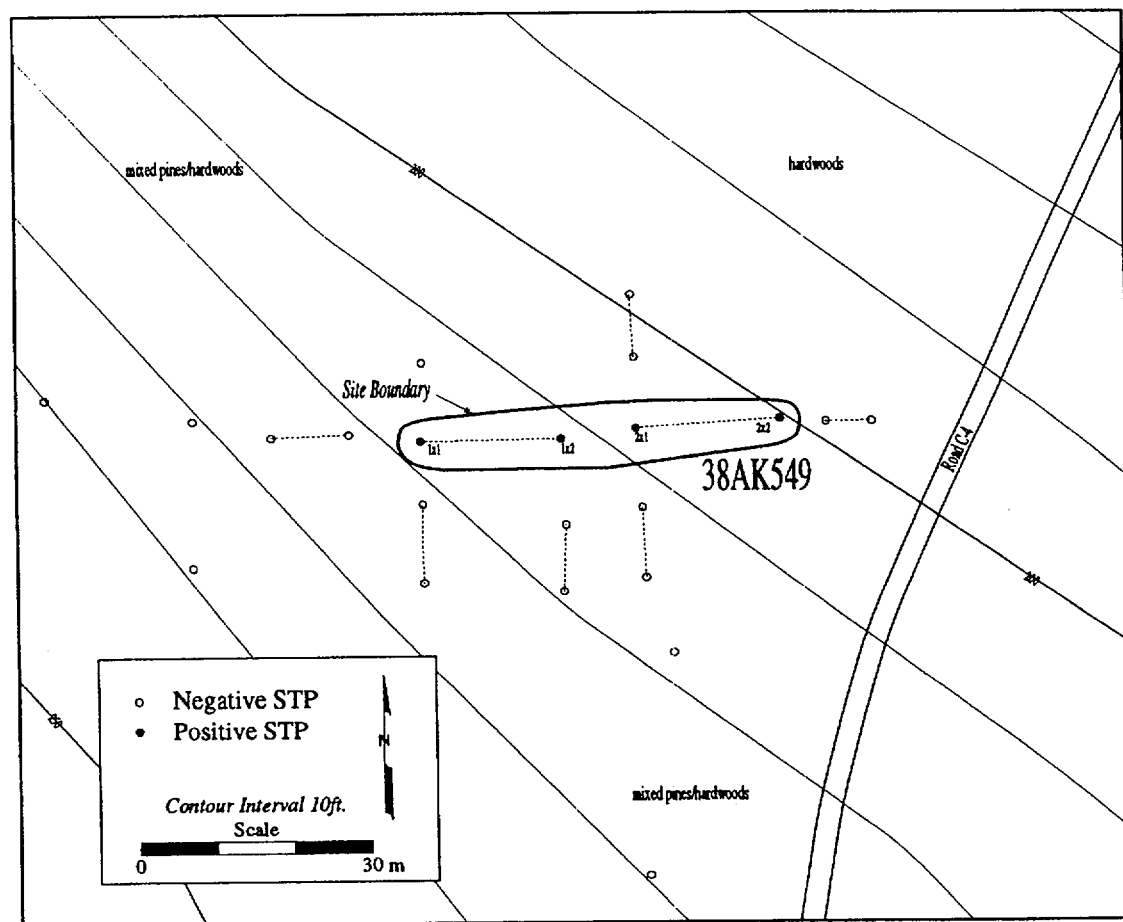 mixed pines/hardwoods
hardwoods
Site Boundary
1x1
1x2
2x1
2x2
38AK549
Road C-4
Negative STP
Positive STP
N
Contour Interval 10ft.
Scale
0
30 m
mixed pines/hardwoods